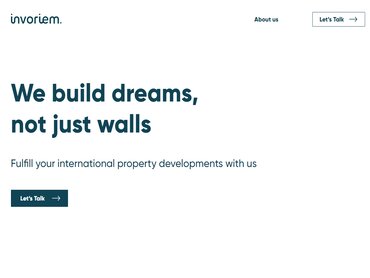 invoriem.
About us
Let's Talk
We build dreams,
not just walls
Fulfill your international property developments with us
Let's Talk